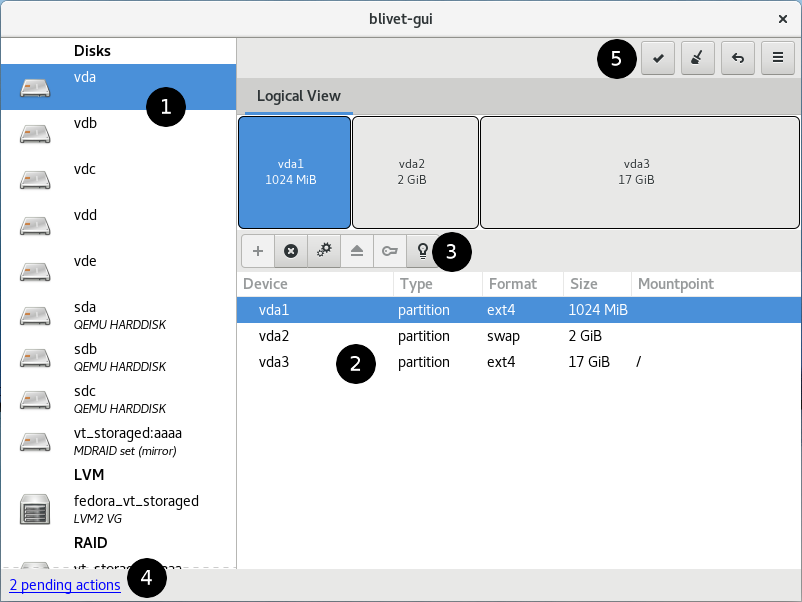 blivet-gui
Disks
vda
1
vdb
vdc
vdd
vde
sda
QEMU HARDDISK
sdb
QEMU HARDDISK
sdc
QEMU HARDDISK
vt_storaged:aaaa
MDRAID set (mirror)
LVM
fedora_vt_storaged
LVM2 VG
RAID
2 pending actions
4
5
Logical View
vda1
1024 MiB
vda2
2 GiB
vda3
17 GiB
3
Device Type Format Size Mountpoint
vda1 partition ext4 1024 MiB
vda2 partition swap 2 GiB
vda3 partition ext4 17 GiB /
2